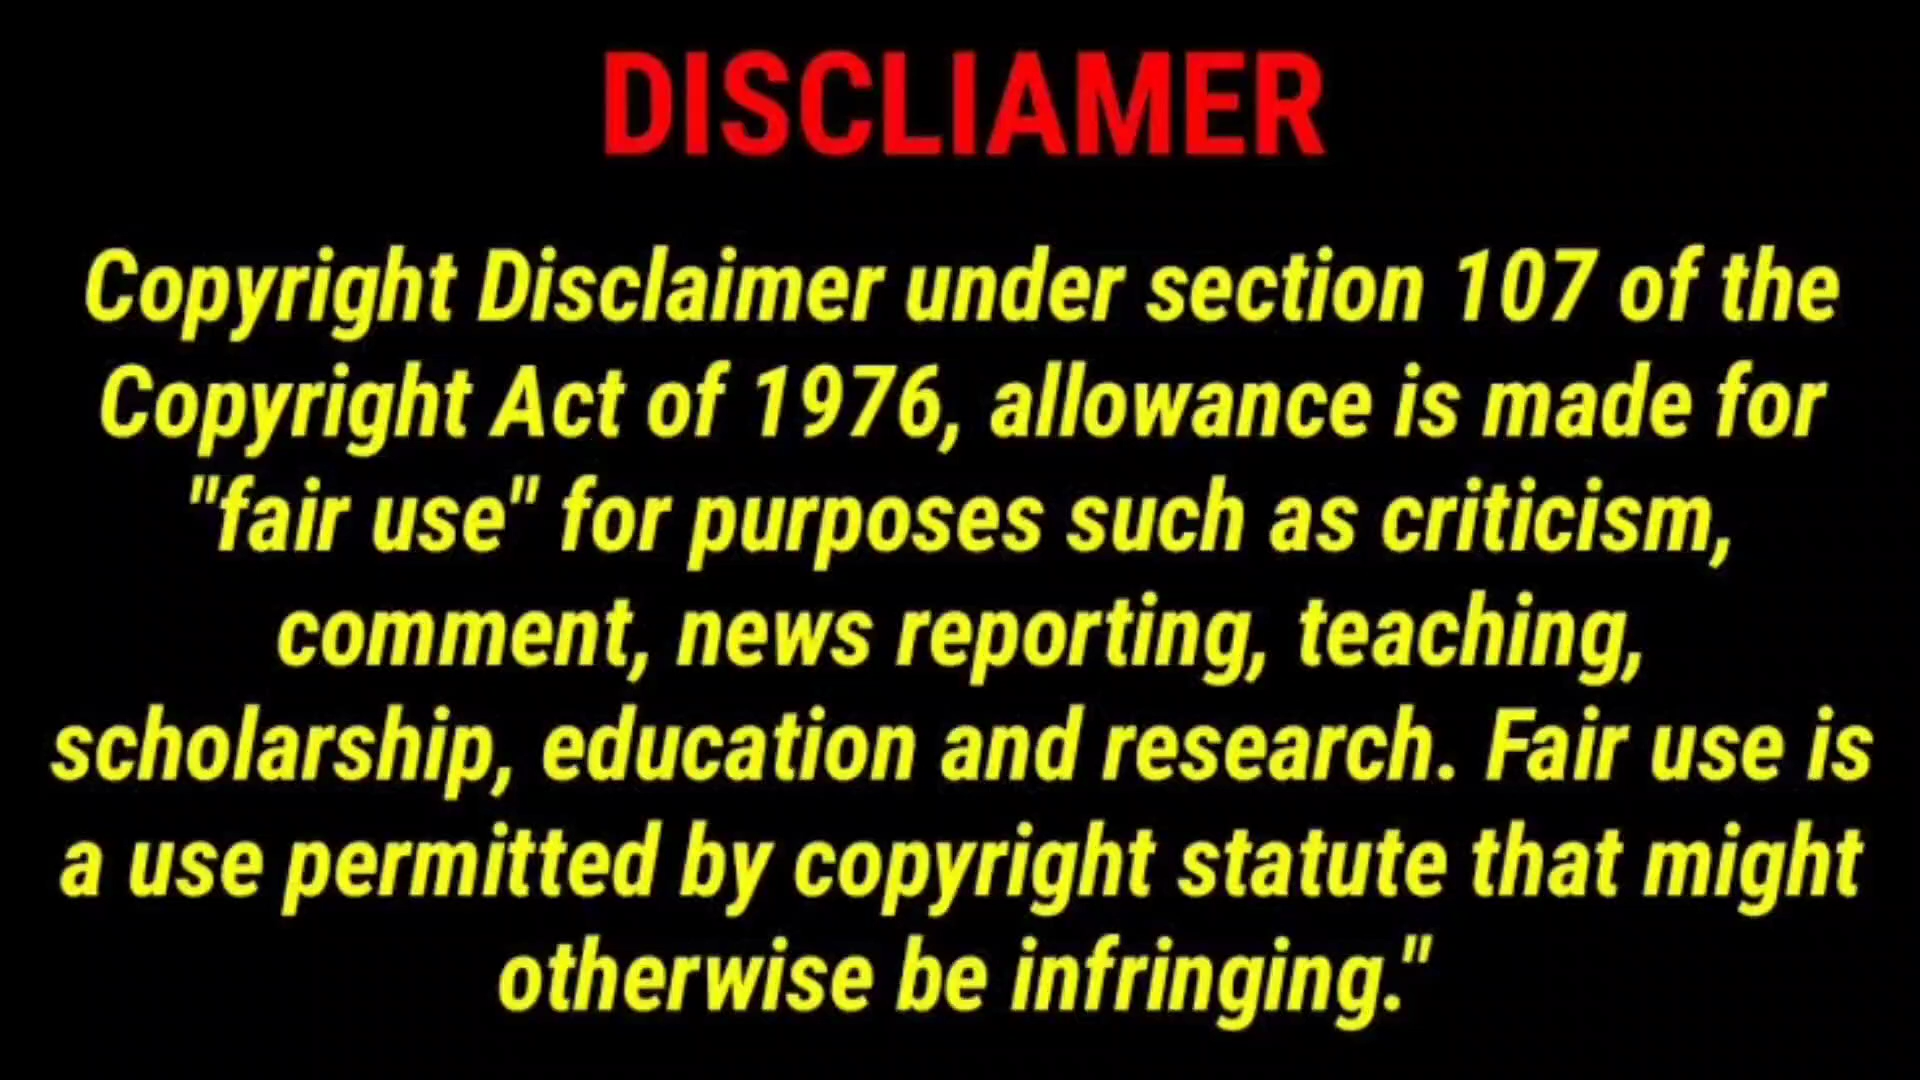 DISCLIAMER
Copyright Disclaimer under section 107 of the
Copyright Act of 1976, allowance is made for
"fair use" for purposes such as criticism,
comment, news reporting, teaching,
scholarship, education and research. Fair use is
a use permitted by copyright statute that might
otherwise be infringing."